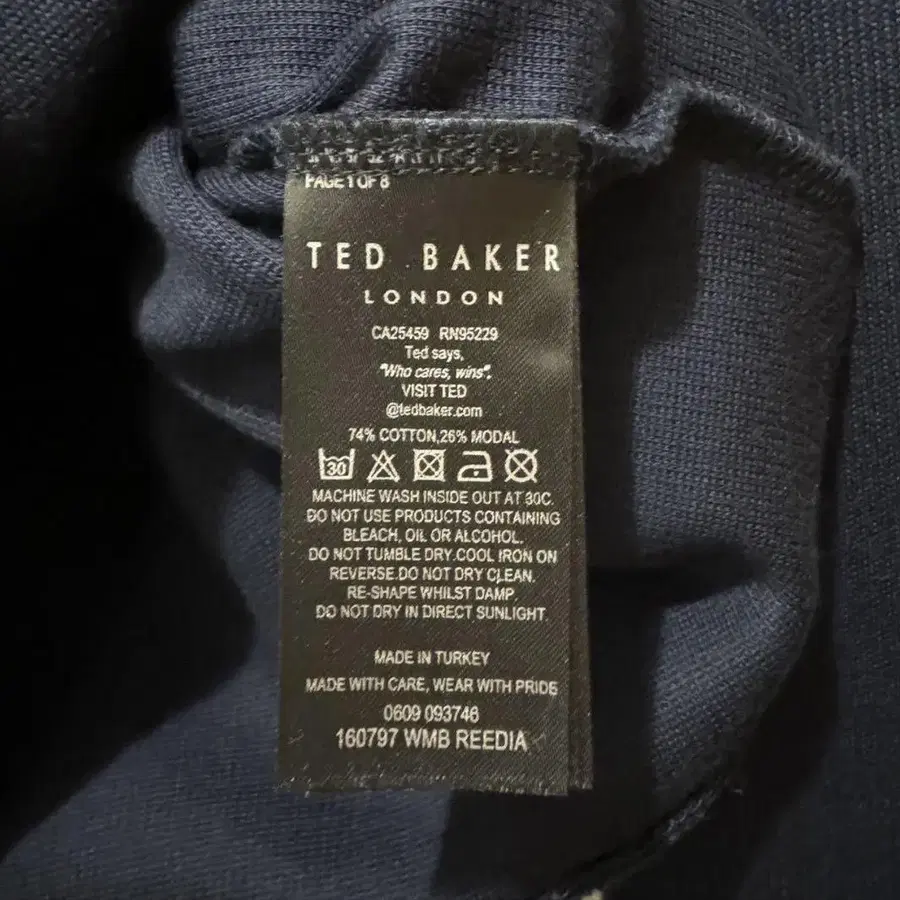 PAGE 1 OF 8
TED BAKER
LONDON
CA25459 RN95229
Ted says,
"Who cares, wins".
VISIT TED
@tedbaker.com
74% COTTON,26% MODAL
30
MACHINE WASH INSIDE OUT AT 30C.
DO NOT USE PRODUCTS CONTAINING
BLEACH, OIL OR ALCOHOL.
DO NOT TUMBLE DRY.COOL IRON ON
REVERSE.DO NOT DRY CLEAN.
RE-SHAPE WHILST DAMP.
DO NOT DRY IN DIRECT SUNLIGHT.
MADE IN TURKEY
MADE WITH CARE, WEAR WITH PRIDE
0609 093746
160797 WMB REEDIA